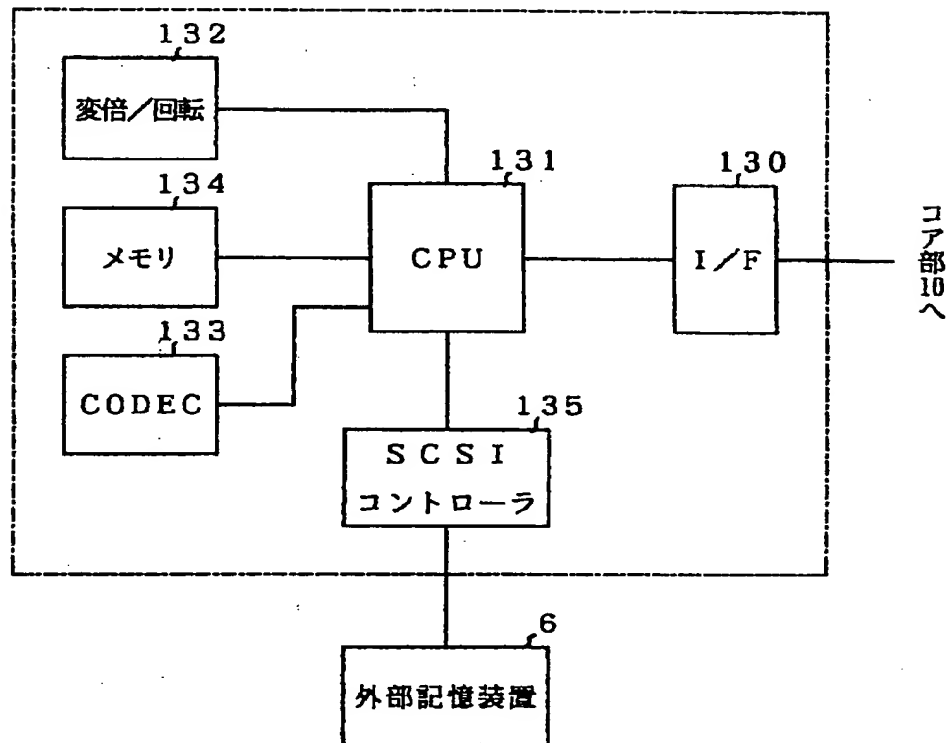 132
変倍/回転
131
130
134
メモリ
CPU
I/F
コア部10へ
133
CODEC
135
SCSI
コントローラ
6
外部記憶装置